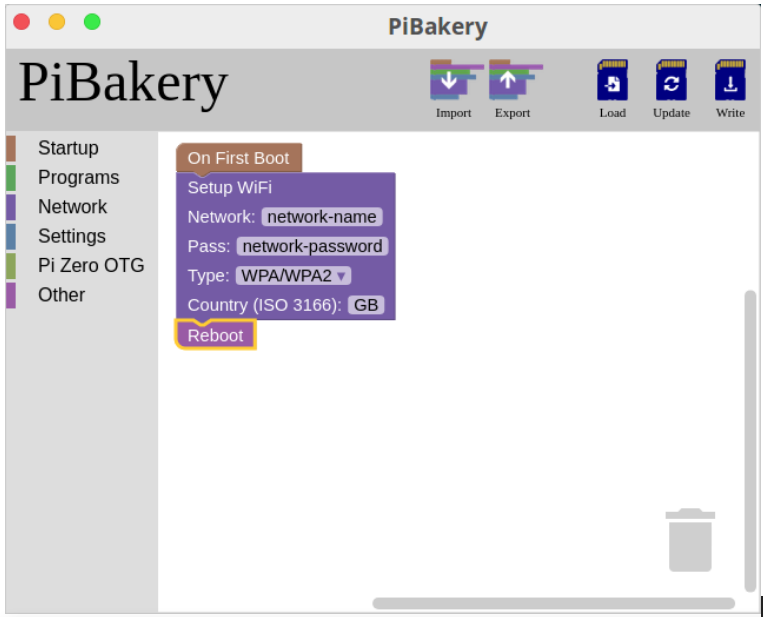 PiBakery
PiBakery
Import
Export
Load
Update
Write
Startup
Programs
Network
Settings
Pi Zero OTG
Other
On First Boot
Setup WiFi
Network: network-name
Pass: network-password
Type: WPA/WPA2 ▾
Country (ISO 3166): GB
Reboot